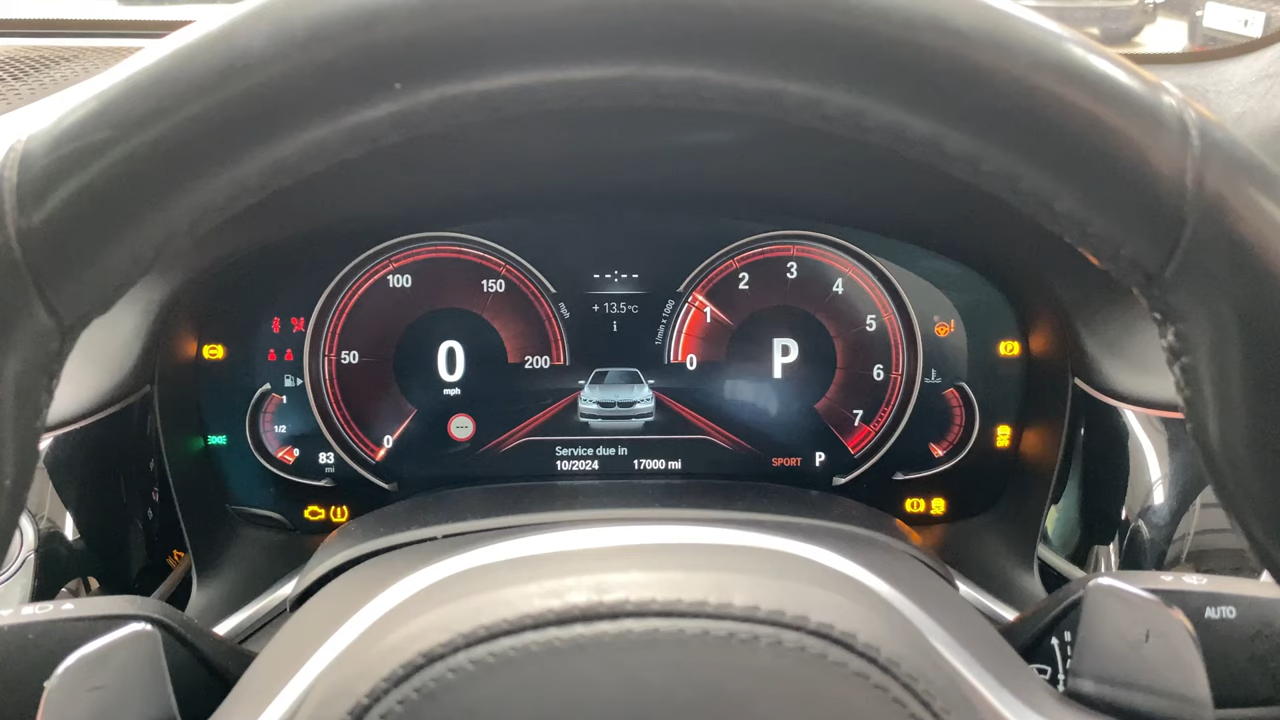 100
150
50
200
0
mph
0
mph
1
1/2
0
83
mi
---
--:--
+ 13.5°C
i
Service due in
10/2024 17000 mi
1/min x 1000
0
1
2
3
4
5
6
7
P
SPORT P
P
OFF
AUTO